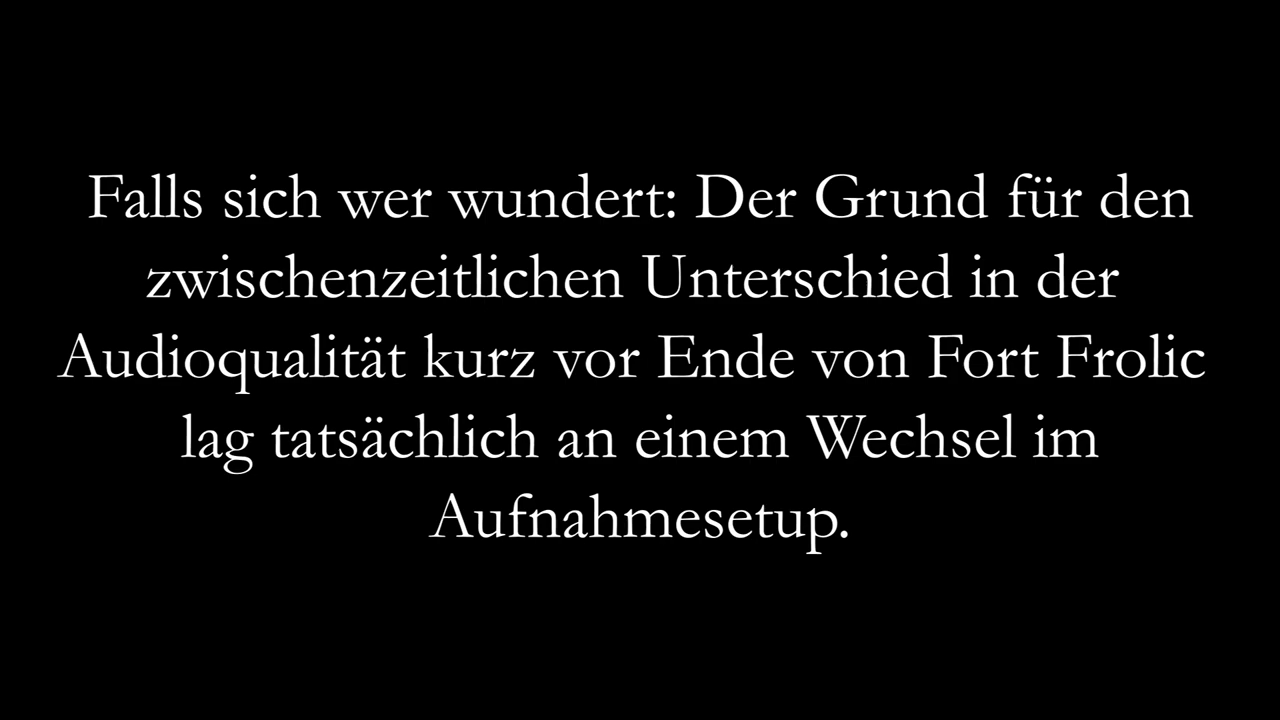 Falls sich wer wundert: Der Grund für den
zwischenzeitlichen Unterschied in der
Audioqualität kurz vor Ende von Fort Frolic
lag tatsächlich an einem Wechsel im
Aufnahmesetup.